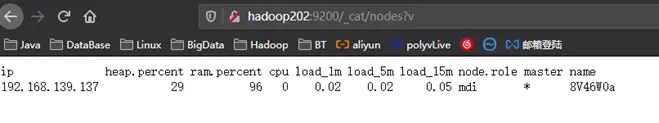 hadoop202:9200/_cat/nodes?v
Java DataBase Linux BigData Hadoop BT aliyun polyvLive 邮箱登陆
ip heap.percent ram.percent cpu load_1m load_5m load_15m node.role master name
192.168.139.137 29 96 0 0.02 0.02 0.05 mdi * 8V46W0a